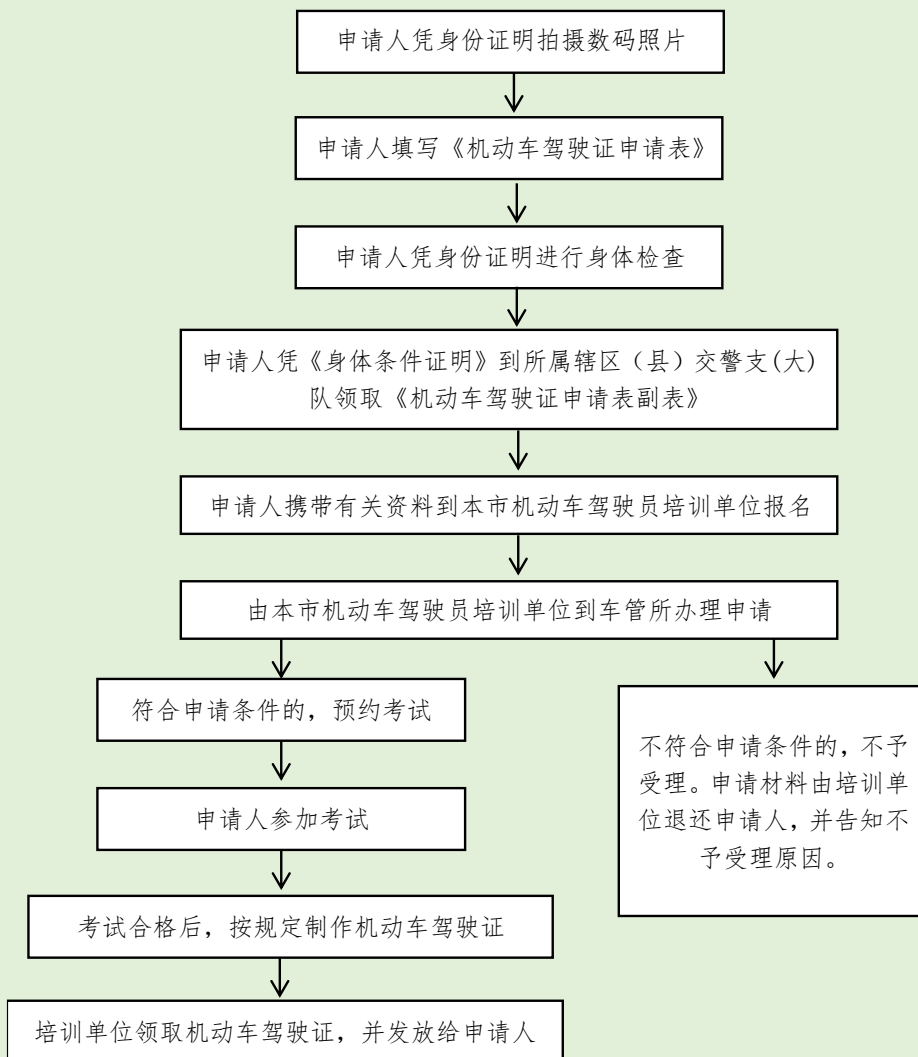 申请人凭身份证明拍摄数码照片
申请人填写《机动车驾驶证申请表》
申请人凭身份证明进行身体检查
申请人凭《身体条件证明》到所属辖区（县）交警支(大)
队领取《机动车驾驶证申请表副表》
申请人携带有关资料到本市机动车驾驶员培训单位报名
由本市机动车驾驶员培训单位到车管所办理申请
符合申请条件的，预约考试
申请人参加考试
考试合格后，按规定制作机动车驾驶证
培训单位领取机动车驾驶证，并发放给申请人
不符合申请条件的，不予
受理。申请材料由培训单
位退还申请人，并告知不
予受理原因。